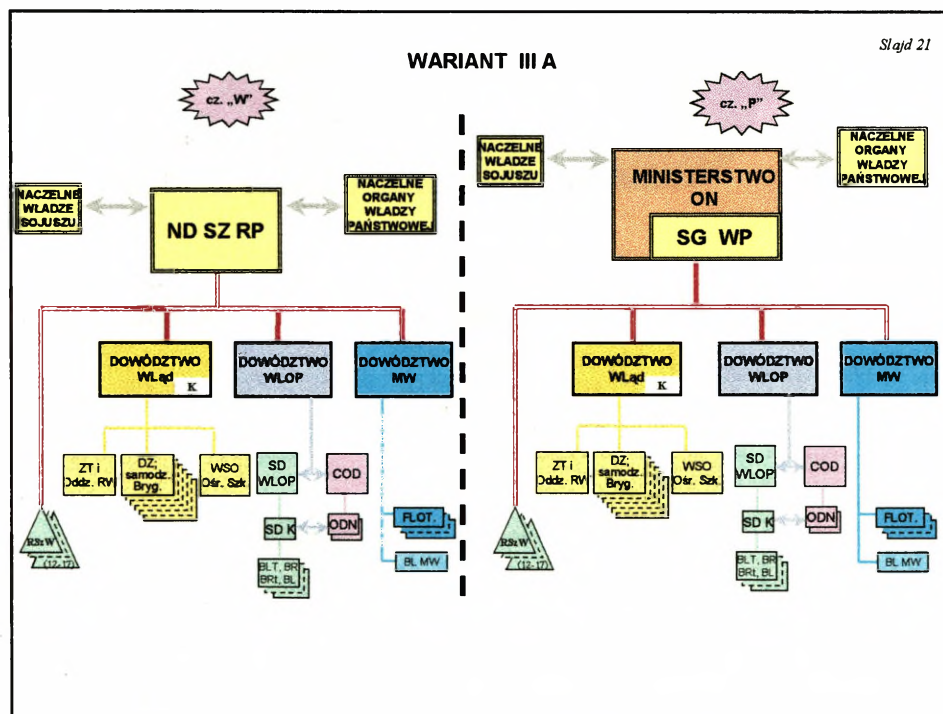 Slajd 21
WARIANT III A
cz. „W"
NACZELNE
WŁADZE
SOJUSZU
ND SZ RP
NACZELNE
ORGANY
WŁADZY
PAŃSTWOWEJ
DOWÓDZTWO
WLąd
K
DOWÓDZTWO
WLOP
DOWÓDZTWO
MW
ZT i
Oddz. RW
DZ;
samodz.
Bryg.
WSO
Ośr. Szk.
SD
WLOP
COD
SD K
ODN
BLT, BR
BRt, BL
FLOT.
BL MW
RSzW
(12-17)
cz. „P"
NACZELNE
WŁADZE
SOJUSZU
MINISTERSTWO
ON
SG WP
NACZELNE
ORGANY
WŁADZY
PAŃSTWOWEJ
DOWÓDZTWO
WLąd
K
DOWÓDZTWO
WLOP
DOWÓDZTWO
MW
ZT i
Oddz. RW
DZ;
samodz.
Bryg.
WSO
Ośr. Szk.
SD
WLOP
COD
SD K
ODN
BLT, BR
BRt, BL
FLOT.
BL MW
RSzW
(12-17)